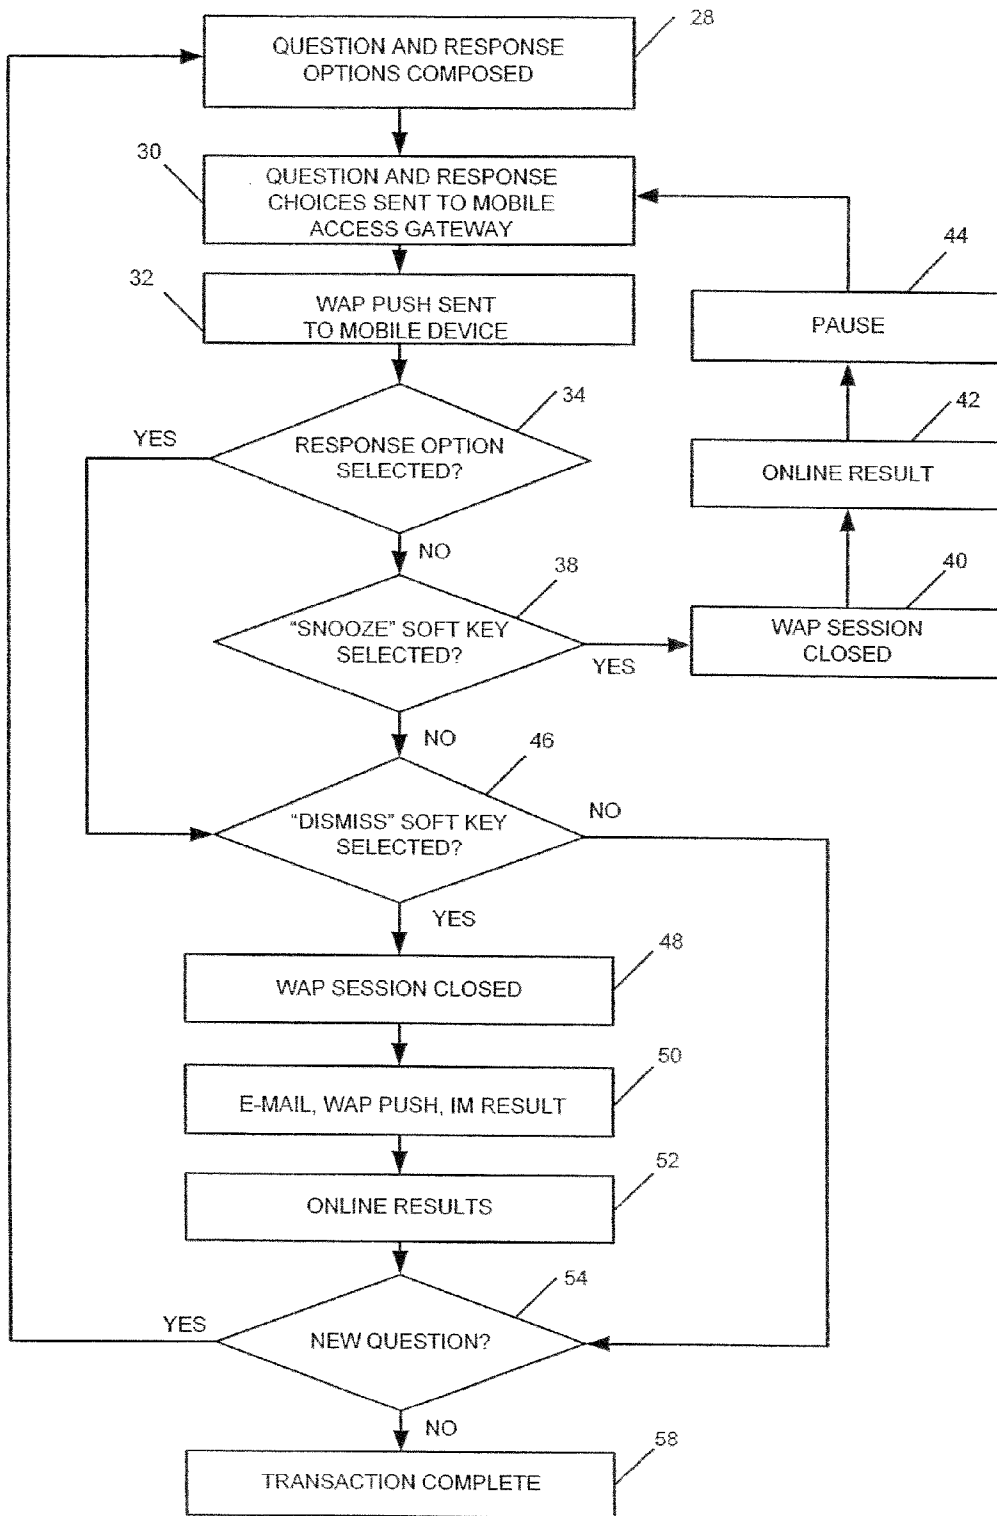 28
QUESTION AND RESPONSE
OPTIONS COMPOSED
30
QUESTION AND RESPONSE
CHOICES SENT TO MOBILE
ACCESS GATEWAY
44
32
WAP PUSH SENT
TO MOBILE DEVICE
PAUSE
34
42
YES
RESPONSE OPTION
SELECTED?
ONLINE RESULT
NO
38
40
"SNOOZE" SOFT KEY
SELECTED?
YES
WAP SESSION
CLOSED
NO
46
"DISMISS" SOFT KEY
SELECTED?
NO
YES
48
WAP SESSION CLOSED
50
E-MAIL, WAP PUSH, IM RESULT
52
ONLINE RESULTS
54
YES
NEW QUESTION?
NO
58
TRANSACTION COMPLETE